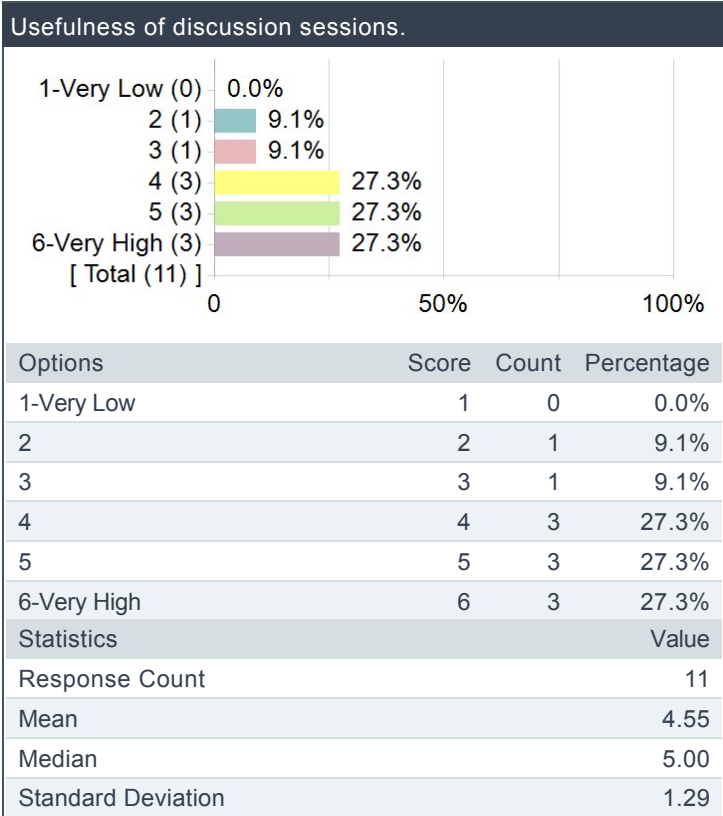 Usefulness of discussion sessions.
1-Very Low (0) 0.0%
2 (1) 9.1%
3 (1) 9.1%
4 (3) 27.3%
5 (3) 27.3%
6-Very High (3) 27.3%
[ Total (11) ]
0 50% 100%
Options Score Count Percentage
1-Very Low 1 0 0.0%
2 2 1 9.1%
3 3 1 9.1%
4 4 3 27.3%
5 5 3 27.3%
6-Very High 6 3 27.3%
Statistics Value
Response Count 11
Mean 4.55
Median 5.00
Standard Deviation 1.29